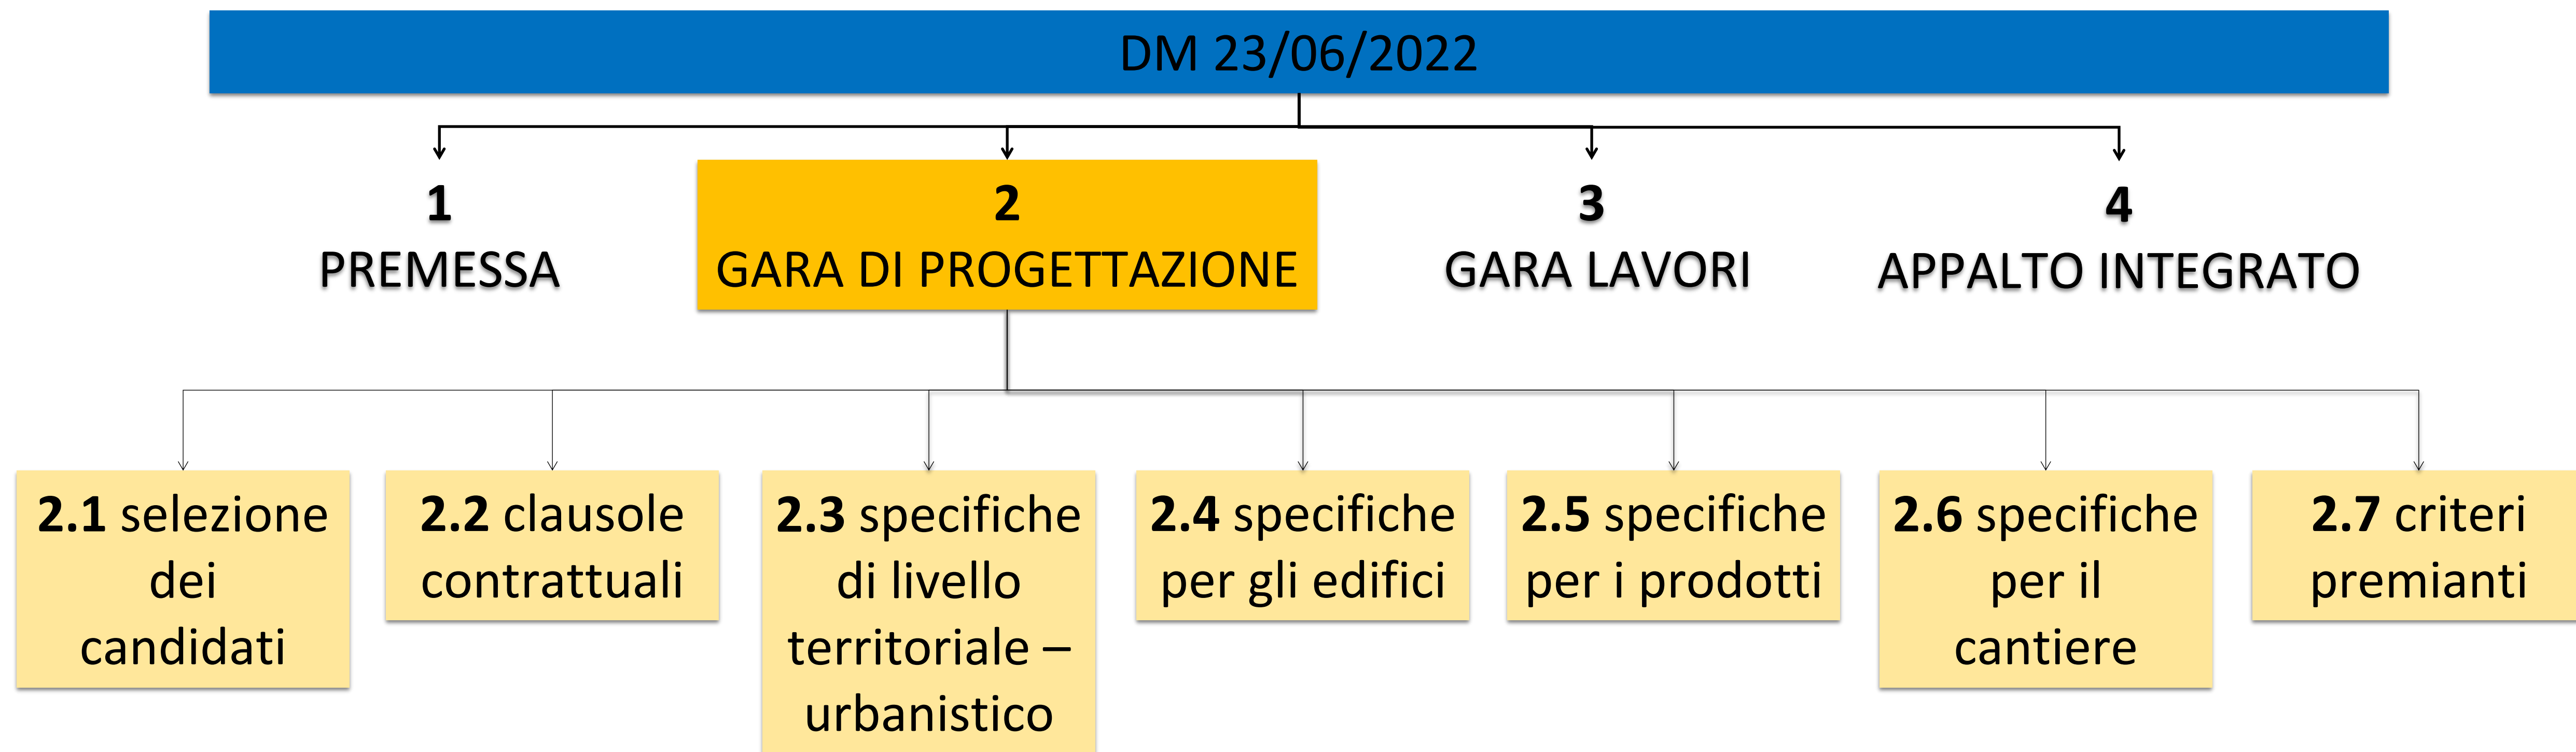 DM 23/06/2022
1
PREMESSA
2
GARA DI PROGETTAZIONE
3
GARA LAVORI
4
APPALTO INTEGRATO
2.1 selezione
dei
candidati
2.2 clausole
contrattuali
2.3 specifiche
di livello
territoriale –
urbanistico
2.4 specifiche
per gli edifici
2.5 specifiche
per i prodotti
2.6 specifiche
per il
cantiere
2.7 criteri
premianti